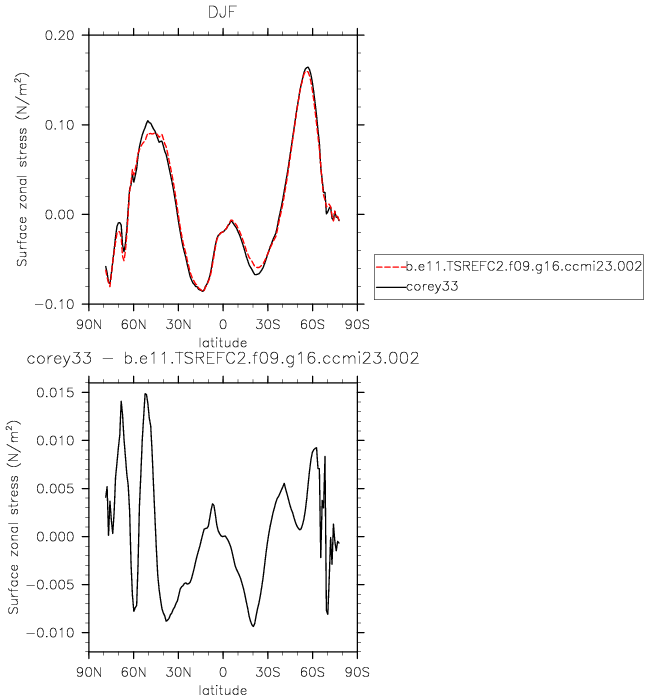 DJF
Surface zonal stress (N/m²)
0.20
0.10
0.00
−0.10
90N 60N 30N 0 30S 60S 90S
latitude
b.e11.TSREFC2.f09.g16.ccmi23.002
corey33
corey33 − b.e11.TSREFC2.f09.g16.ccmi23.002
Surface zonal stress (N/m²)
0.015
0.010
0.005
0.000
−0.005
−0.010
90N 60N 30N 0 30S 60S 90S
latitude